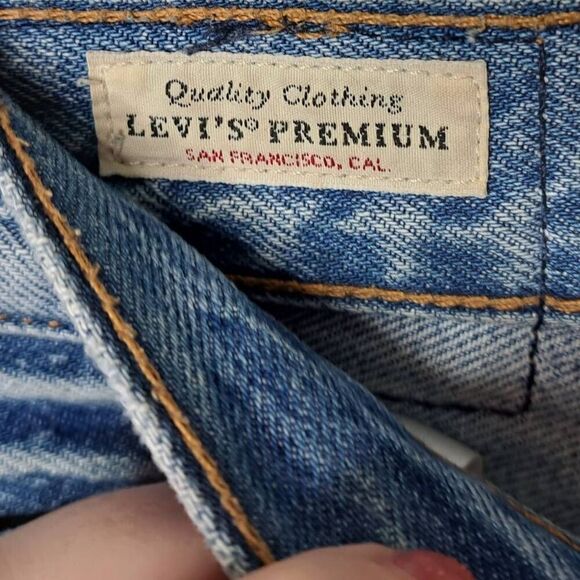 Quality Clothing
LEVI'S® PREMIUM
SAN FRANCISCO, CAL.